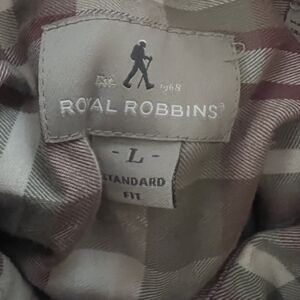 Est. 1968
ROYAL ROBBINS®
- L -
STANDARD
FIT